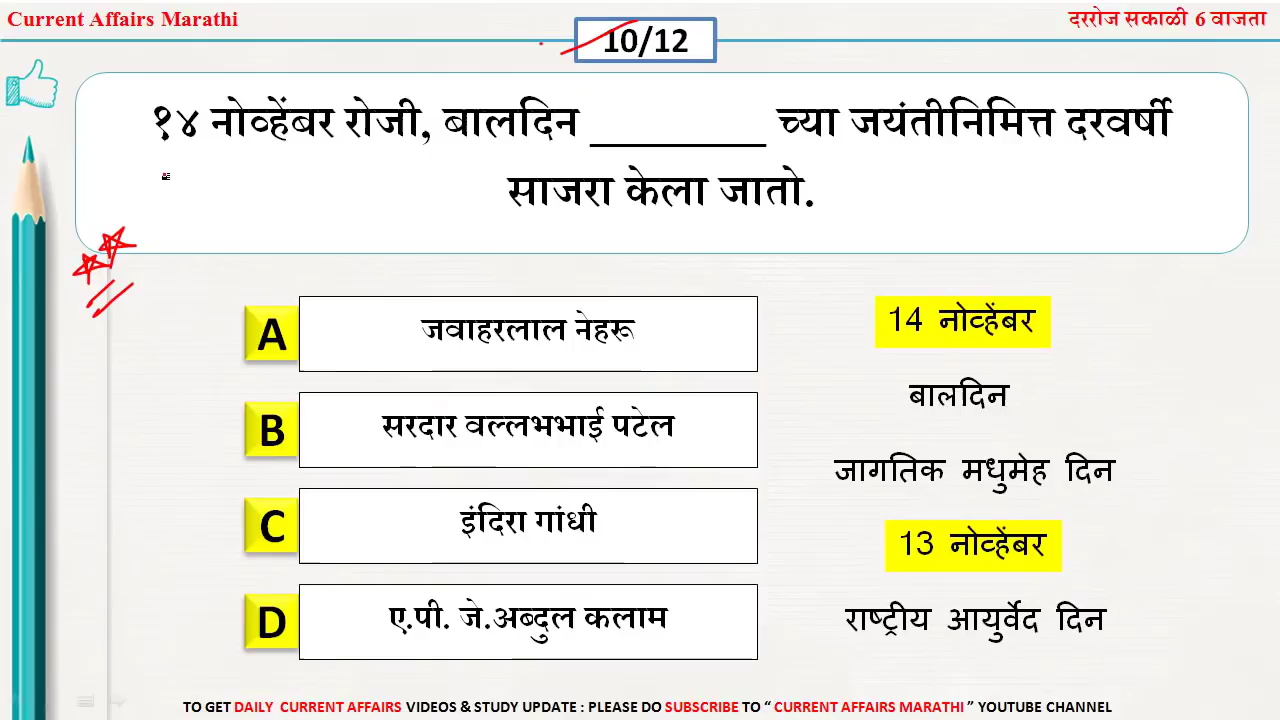 Current Affairs Marathi
दररोज सकाळी 6 वाजता
10/12
१४ नोव्हेंबर रोजी, बालदिन __________ च्या जयंतीनिमित्त दरवर्षी
साजरा केला जातो.
A जवाहरलाल नेहरू
B सरदार वल्लभभाई पटेल
C इंदिरा गांधी
D ए.पी. जे.अब्दुल कलाम
14 नोव्हेंबर
बालदिन
जागतिक मधुमेह दिन
13 नोव्हेंबर
राष्ट्रीय आयुर्वेद दिन
TO GET DAILY CURRENT AFFAIRS VIDEOS & STUDY UPDATE : PLEASE DO SUBSCRIBE TO “ CURRENT AFFAIRS MARATHI ” YOUTUBE CHANNEL